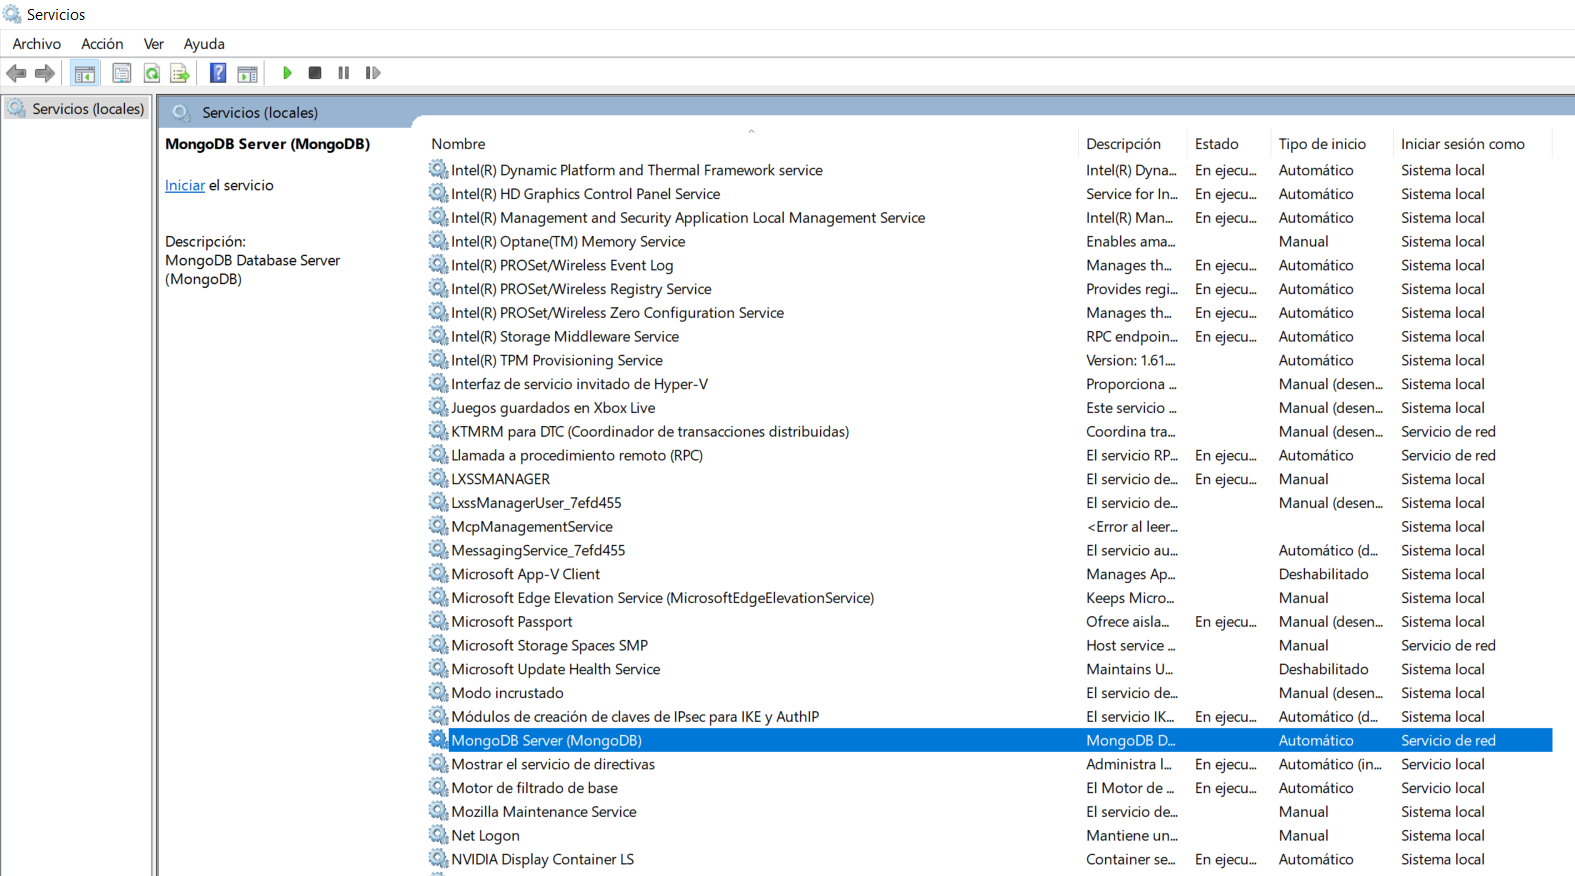 Servicios
Archivo Acción Ver Ayuda
Servicios (locales)
Servicios (locales)
MongoDB Server (MongoDB)
Iniciar el servicio
Descripción:
MongoDB Database Server
(MongoDB)
Nombre Descripción Estado Tipo de inicio Iniciar sesión como
Intel(R) Dynamic Platform and Thermal Framework service Intel(R) Dyna... En ejecu... Automático Sistema local
Intel(R) HD Graphics Control Panel Service Service for In... En ejecu... Automático Sistema local
Intel(R) Management and Security Application Local Management Service Intel(R) Man... En ejecu... Automático Sistema local
Intel(R) Optane(TM) Memory Service Enables ama... Manual Sistema local
Intel(R) PROSet/Wireless Event Log Manages th... En ejecu... Automático Sistema local
Intel(R) PROSet/Wireless Registry Service Provides regi... En ejecu... Automático Sistema local
Intel(R) PROSet/Wireless Zero Configuration Service Manages th... En ejecu... Automático Sistema local
Intel(R) Storage Middleware Service RPC endpoin... En ejecu... Automático Sistema local
Intel(R) TPM Provisioning Service Version: 1.61.... Automático Sistema local
Interfaz de servicio invitado de Hyper-V Proporciona ... Manual (desen... Sistema local
Juegos guardados en Xbox Live Este servicio ... Manual (desen... Sistema local
KTMRM para DTC (Coordinador de transacciones distribuidas) Coordina tra... Manual (desen... Servicio de red
Llamada a procedimiento remoto (RPC) El servicio RP... En ejecu... Automático Servicio de red
LXSSMANAGER El servicio de... En ejecu... Manual Sistema local
LxssManagerUser_7efd455 El servicio de... Manual (desen... Sistema local
McpManagementService <Error al leer... Sistema local
MessagingService_7efd455 El servicio au... Automático (d... Sistema local
Microsoft App-V Client Manages Ap... Deshabilitado Sistema local
Microsoft Edge Elevation Service (MicrosoftEdgeElevationService) Keeps Micro... Manual Sistema local
Microsoft Passport Ofrece aisla... En ejecu... Manual (desen... Sistema local
Microsoft Storage Spaces SMP Host service ... Manual Servicio de red
Microsoft Update Health Service Maintains U... Deshabilitado Sistema local
Modo incrustado El servicio de... Manual (desen... Sistema local
Módulos de creación de claves de IPsec para IKE y AuthIP El servicio IK... En ejecu... Automático (d... Sistema local
MongoDB Server (MongoDB) MongoDB D... Automático Servicio de red
Mostrar el servicio de directivas Administra l... En ejecu... Automático (in... Servicio local
Motor de filtrado de base El Motor de ... En ejecu... Automático Servicio local
Mozilla Maintenance Service El servicio de... Manual Sistema local
Net Logon Mantiene un... Manual Sistema local
NVIDIA Display Container LS Container se... En ejecu... Automático Sistema local